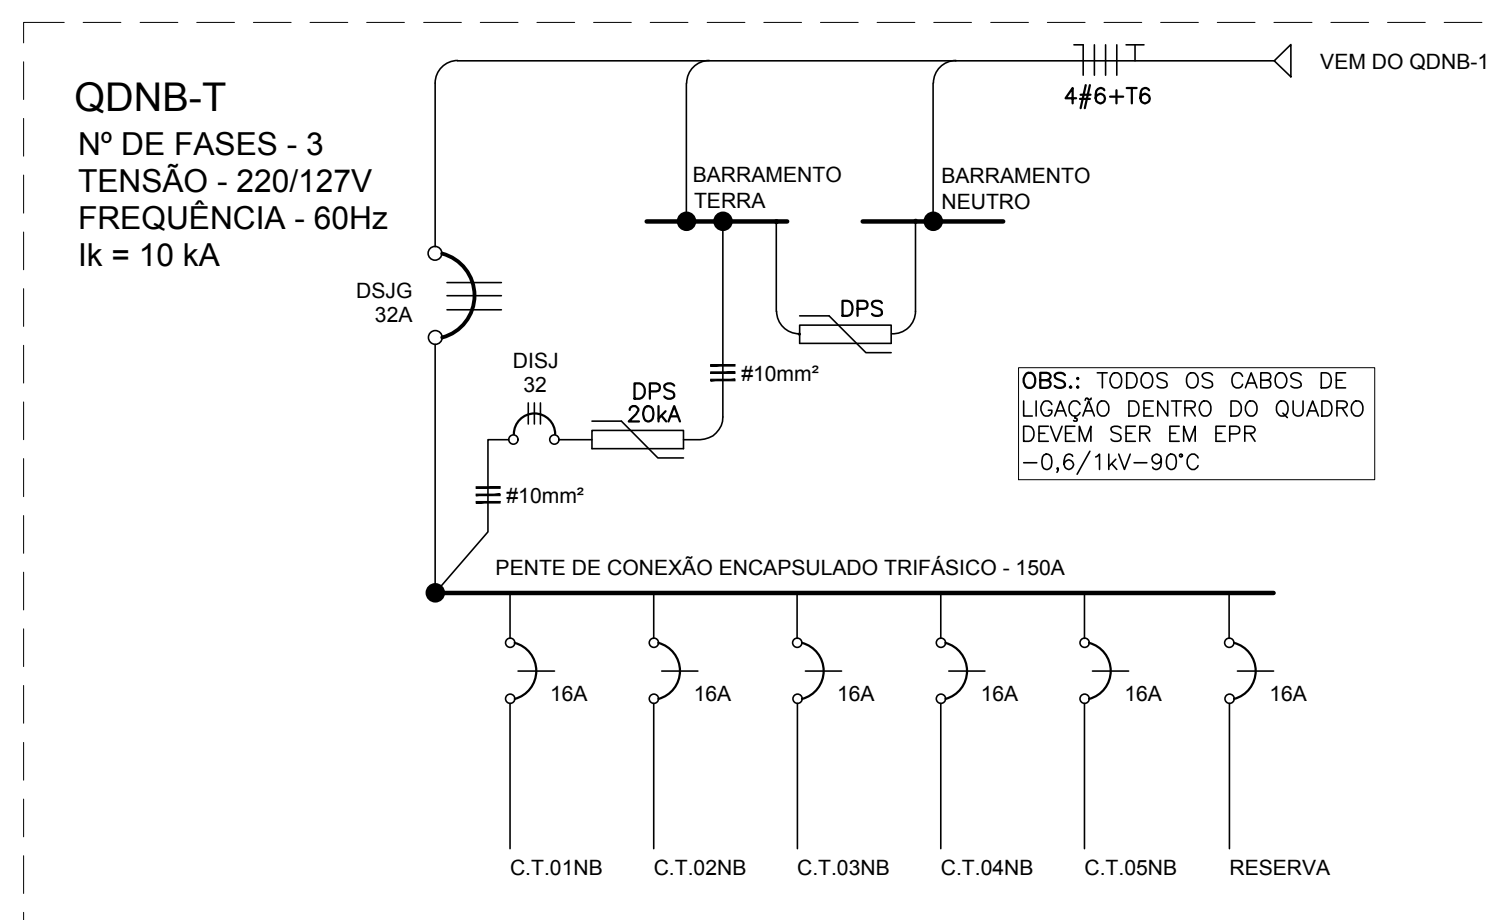 QDNB-T
Nº DE FASES - 3
TENSÃO - 220/127V
FREQUÊNCIA - 60Hz
Ik = 10 kA
VEM DO QDNB-1
4#6+T6
BARRAMENTO
TERRA
BARRAMENTO
NEUTRO
DSJG
32A
DPS
DISJ
32
#10mm²
DPS
20kA
OBS.: TODOS OS CABOS DE
LIGAÇÃO DENTRO DO QUADRO
DEVEM SER EM EPR
-0,6/1kV-90°C
#10mm²
PENTE DE CONEXÃO ENCAPSULADO TRIFÁSICO - 150A
16A
16A
16A
16A
16A
16A
C.T.01NB
C.T.02NB
C.T.03NB
C.T.04NB
C.T.05NB
RESERVA